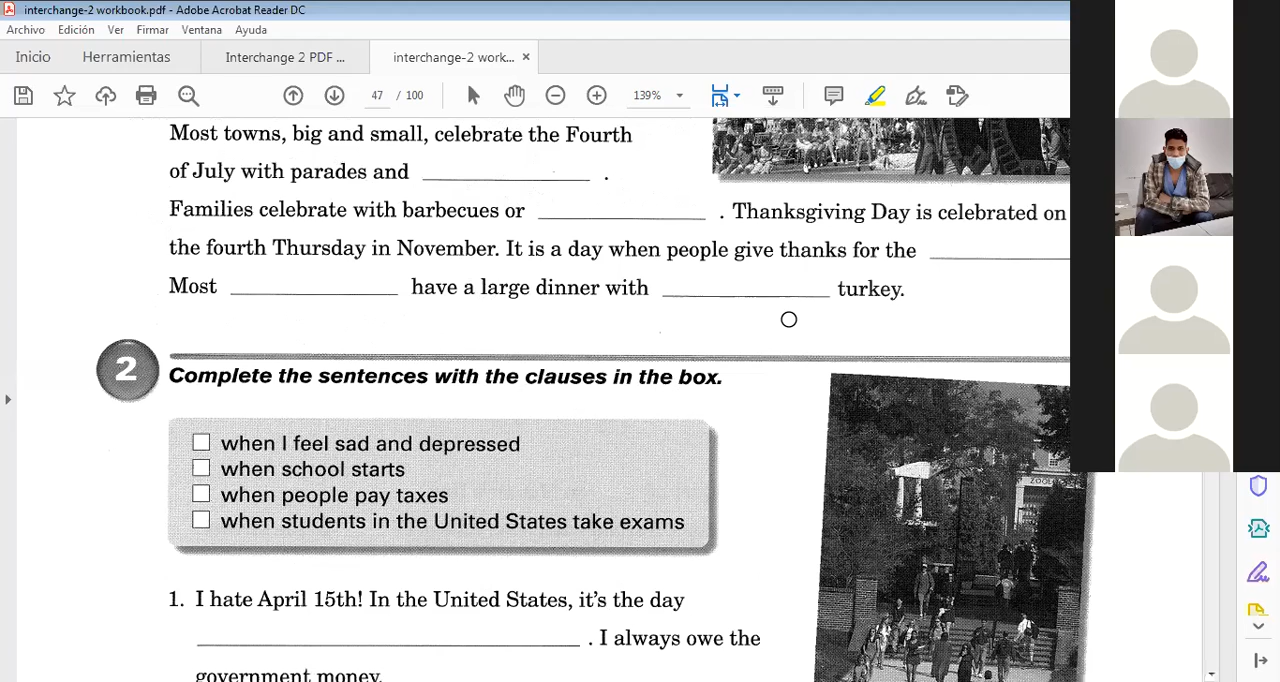 interchange-2 workbook.pdf - Adobe Acrobat Reader DC
Archivo Edición Ver Firmar Ventana Ayuda
Inicio Herramientas Interchange 2 PDF ... interchange-2 work... ×
47 / 100 139%
Most towns, big and small, celebrate the Fourth
of July with parades and ____________ .
Families celebrate with barbecues or ____________ . Thanksgiving Day is celebrated on
the fourth Thursday in November. It is a day when people give thanks for the ____________
Most ____________ have a large dinner with ____________ turkey.
2 Complete the sentences with the clauses in the box.
when I feel sad and depressed
when school starts
when people pay taxes
when students in the United States take exams
1. I hate April 15th! In the United States, it's the day
____________ . I always owe the
government money.